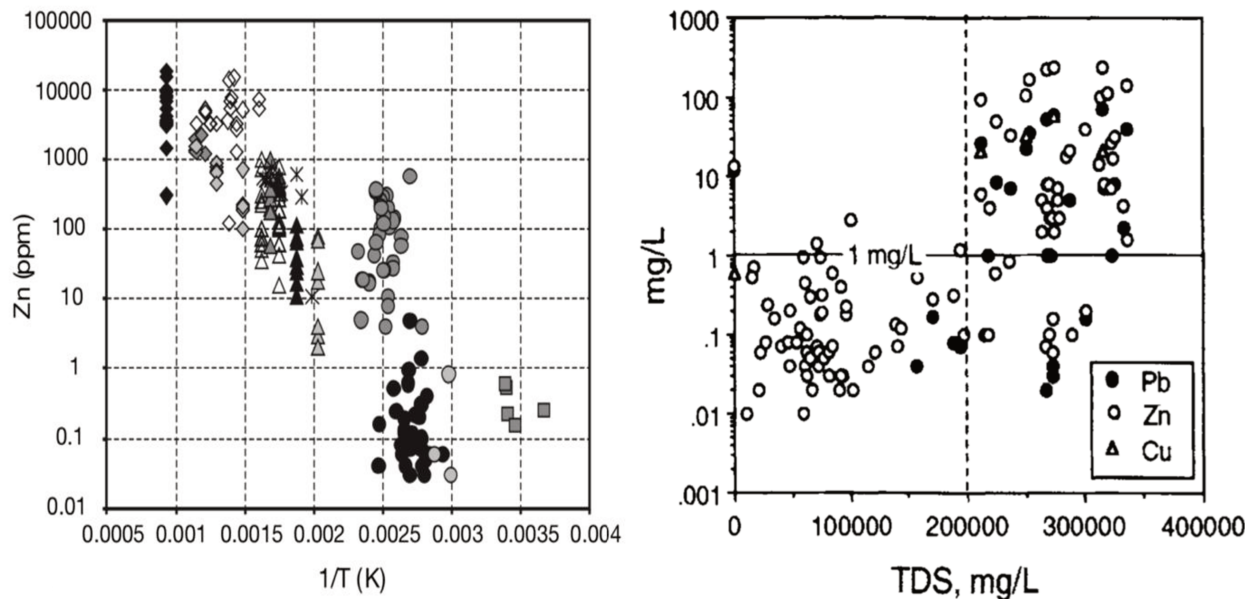 100000
10000
1000
100
10
1
0.1
0.01
Zn (ppm)
0.0005 0.001 0.0015 0.002 0.0025 0.003 0.0035 0.004
1/T (K)
1000
100
10
1
.1
.01
.001
mg/L
1 mg/L
Pb
Zn
Cu
0 100000 200000 300000 400000
TDS, mg/L